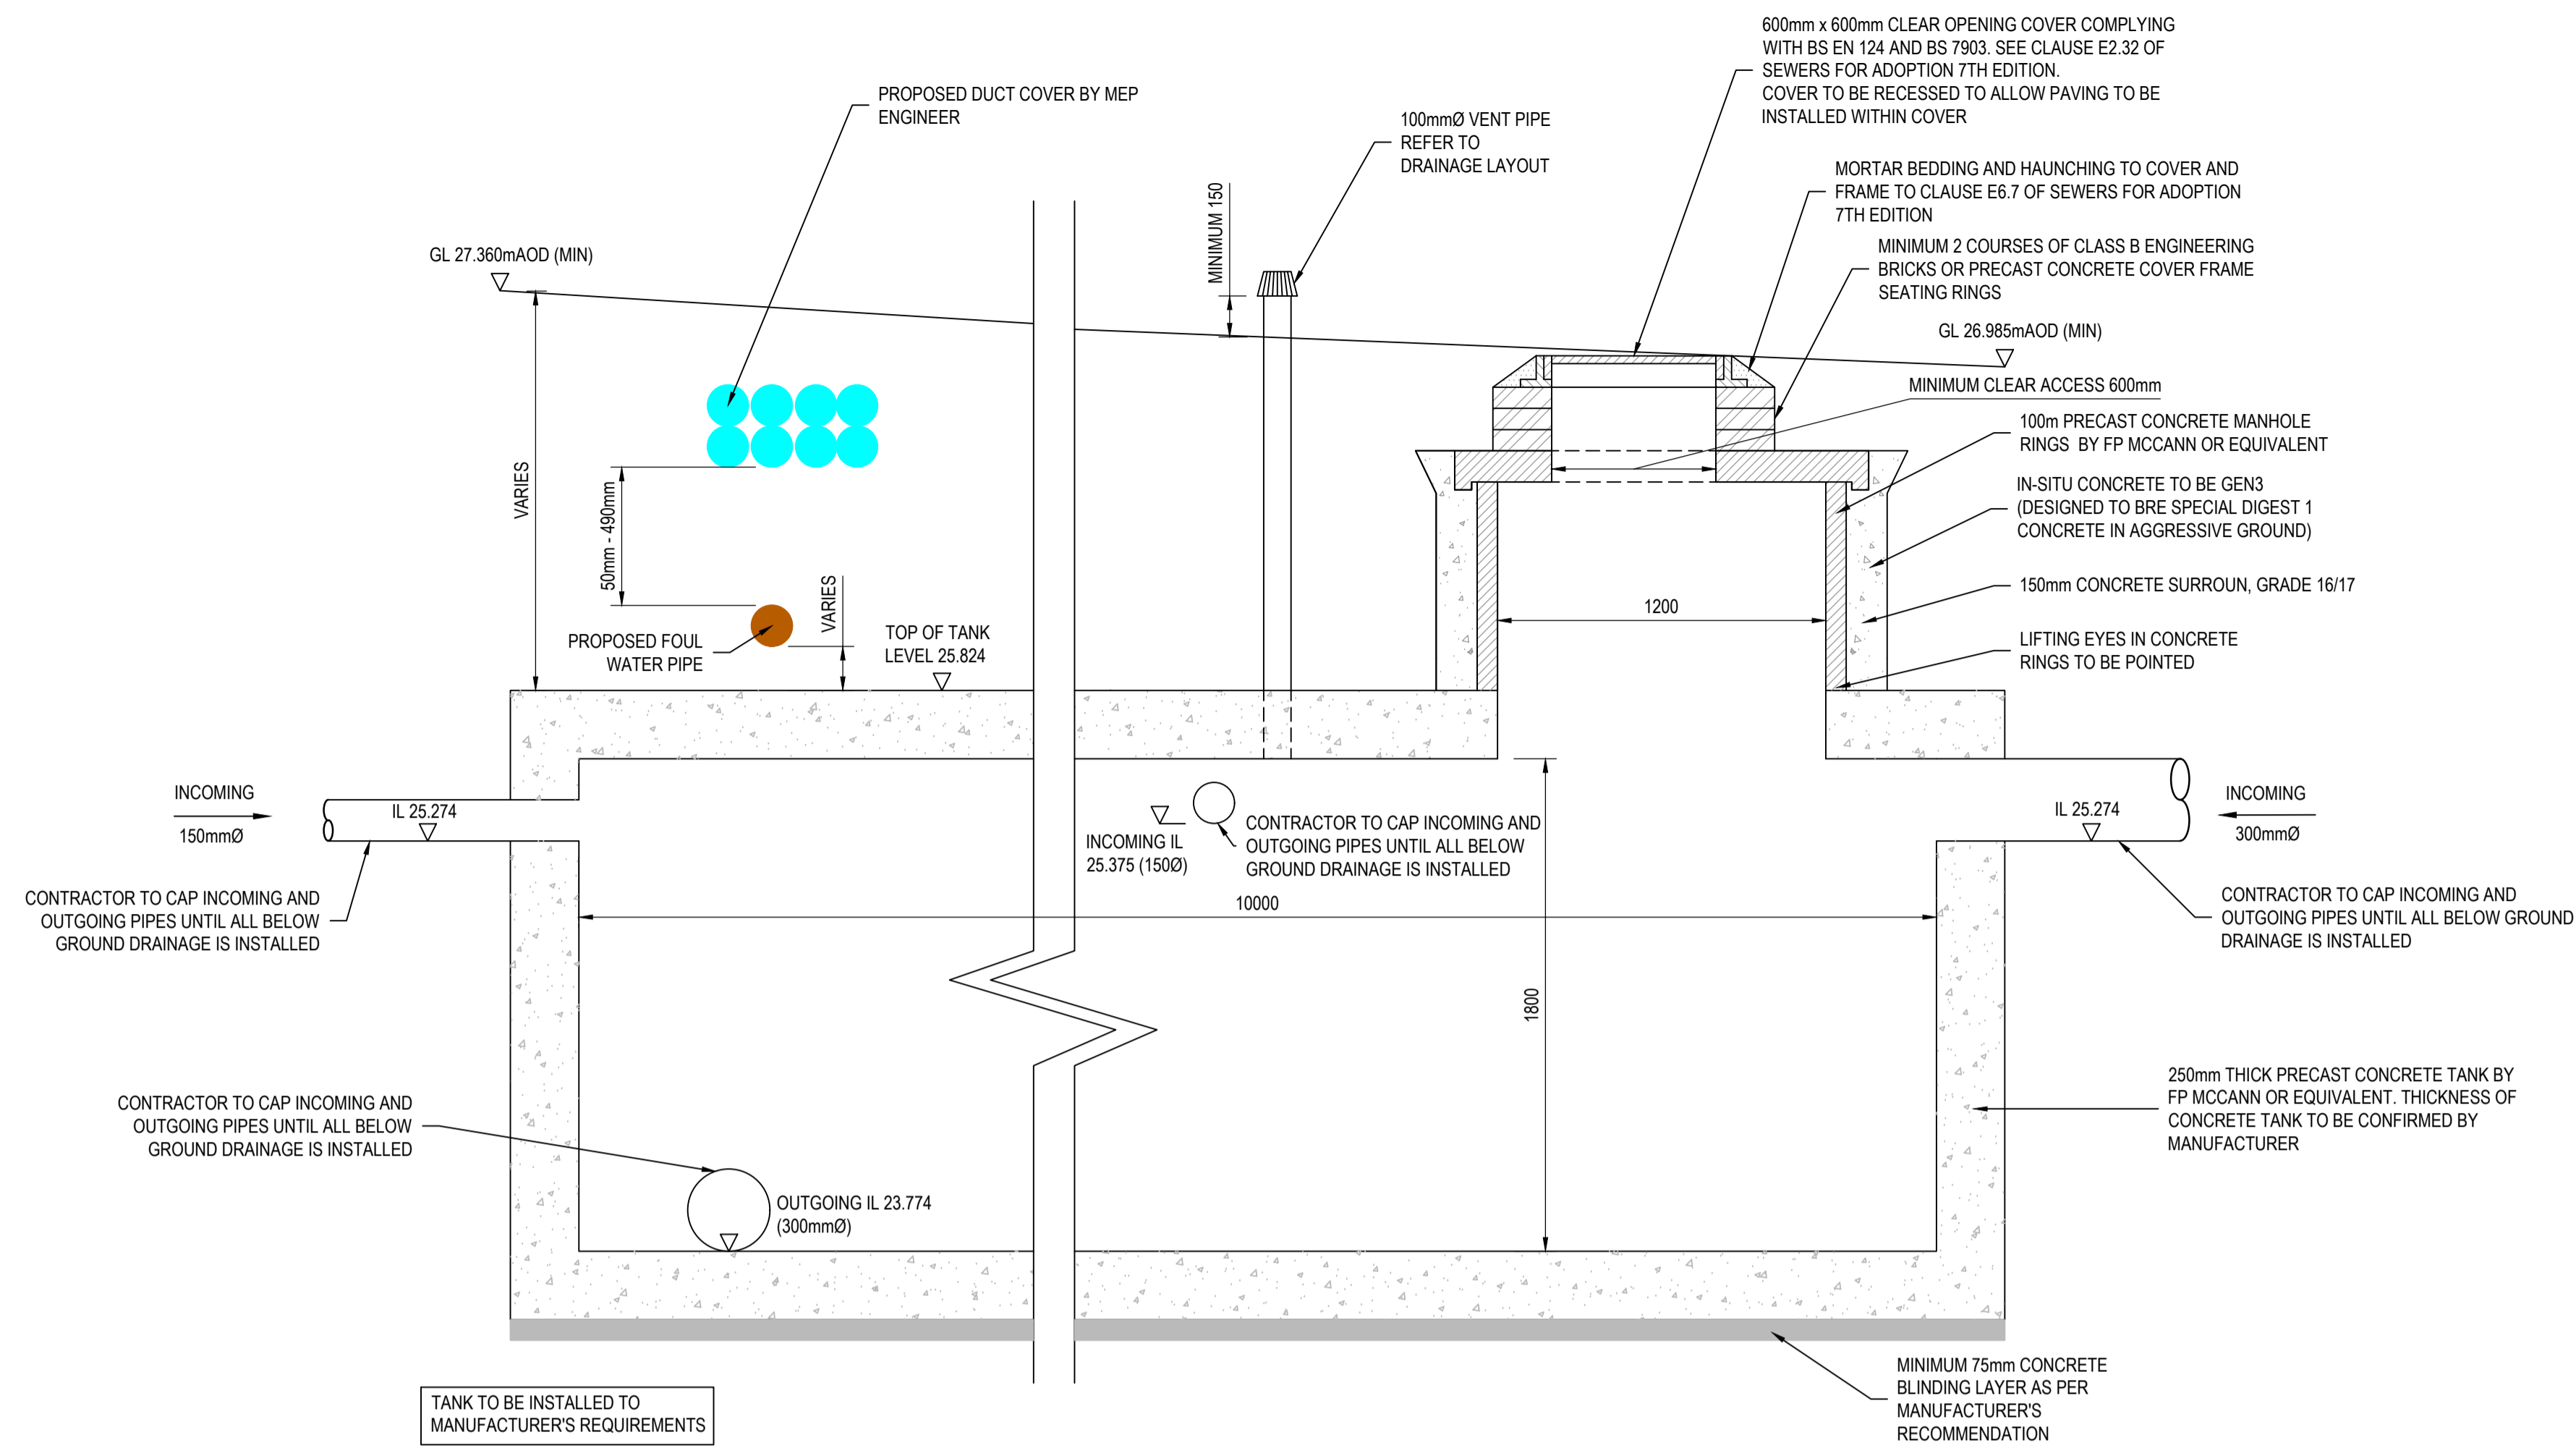 600mm x 600mm CLEAR OPENING COVER COMPLYING
WITH BS EN 124 AND BS 7903. SEE CLAUSE E2.32 OF
SEWERS FOR ADOPTION 7TH EDITION.
COVER TO BE RECESSED TO ALLOW PAVING TO BE
INSTALLED WITHIN COVER
PROPOSED DUCT COVER BY MEP
ENGINEER
100mmØ VENT PIPE
REFER TO
DRAINAGE LAYOUT
MORTAR BEDDING AND HAUNCHING TO COVER AND
FRAME TO CLAUSE E6.7 OF SEWERS FOR ADOPTION
7TH EDITION
MINIMUM 150
MINIMUM 2 COURSES OF CLASS B ENGINEERING
BRICKS OR PRECAST CONCRETE COVER FRAME
SEATING RINGS
GL 27.360mAOD (MIN)
GL 26.985mAOD (MIN)
MINIMUM CLEAR ACCESS 600mm
100m PRECAST CONCRETE MANHOLE
RINGS BY FP MCCANN OR EQUIVALENT
VARIES
50mm - 490mm
IN-SITU CONCRETE TO BE GEN3
(DESIGNED TO BRE SPECIAL DIGEST 1
CONCRETE IN AGGRESSIVE GROUND)
150mm CONCRETE SURROUN, GRADE 16/17
1200
VARIES
PROPOSED FOUL
WATER PIPE
TOP OF TANK
LEVEL 25.824
LIFTING EYES IN CONCRETE
RINGS TO BE POINTED
INCOMING
150mmØ
IL 25.274
INCOMING IL
25.375 (150Ø)
CONTRACTOR TO CAP INCOMING AND
OUTGOING PIPES UNTIL ALL BELOW
GROUND DRAINAGE IS INSTALLED
IL 25.274
INCOMING
300mmØ
CONTRACTOR TO CAP INCOMING AND
OUTGOING PIPES UNTIL ALL BELOW
GROUND DRAINAGE IS INSTALLED
10000
CONTRACTOR TO CAP INCOMING AND
OUTGOING PIPES UNTIL ALL BELOW GROUND
DRAINAGE IS INSTALLED
1800
CONTRACTOR TO CAP INCOMING AND
OUTGOING PIPES UNTIL ALL BELOW
GROUND DRAINAGE IS INSTALLED
OUTGOING IL 23.774
(300mmØ)
250mm THICK PRECAST CONCRETE TANK BY
FP MCCANN OR EQUIVALENT. THICKNESS OF
CONCRETE TANK TO BE CONFIRMED BY
MANUFACTURER
MINIMUM 75mm CONCRETE
BLINDING LAYER AS PER
MANUFACTURER'S
RECOMMENDATION
TANK TO BE INSTALLED TO
MANUFACTURER'S REQUIREMENTS